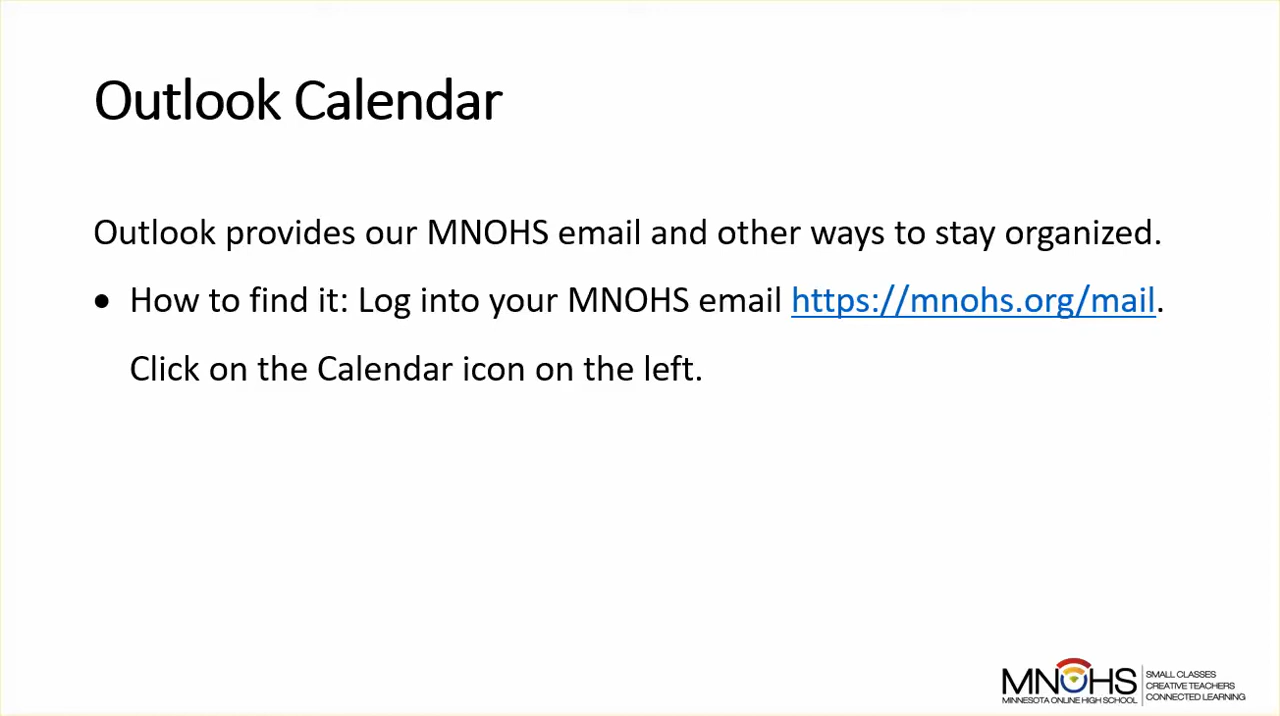 Outlook Calendar
Outlook provides our MNOHS email and other ways to stay organized.
• How to find it: Log into your MNOHS email https://mnohs.org/mail.
Click on the Calendar icon on the left.
MNOHS
MINNESOTA ONLINE HIGH SCHOOL
SMALL CLASSES
CREATIVE TEACHERS
CONNECTED LEARNING